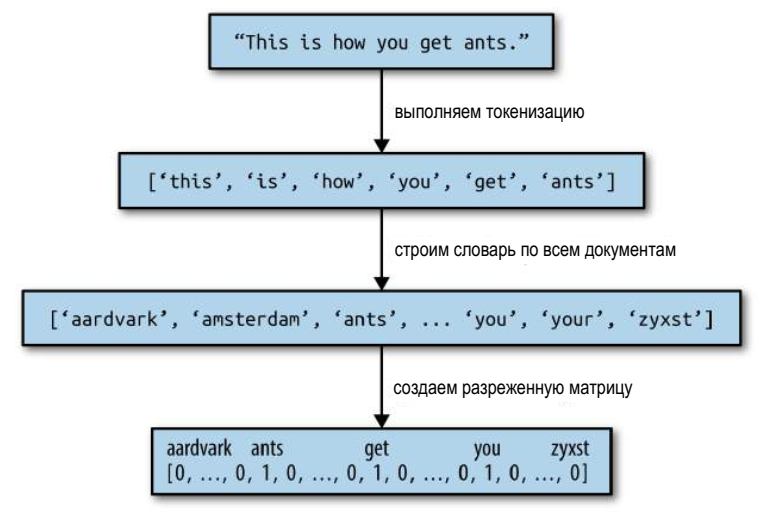 “This is how you get ants.”
выполняем токенизацию
[‘this’, ‘is’, ‘how’, ‘you’, ‘get’, ‘ants’]
строим словарь по всем документам
[‘aardvark’, ‘amsterdam’, ‘ants’, ... ‘you’, ‘your’, ‘zyxst’]
создаем разреженную матрицу
aardvark ants get you zyxst
[0, ..., 0, 1, 0, ..., 0, 1, 0, ..., 0, 1, 0, ..., 0]